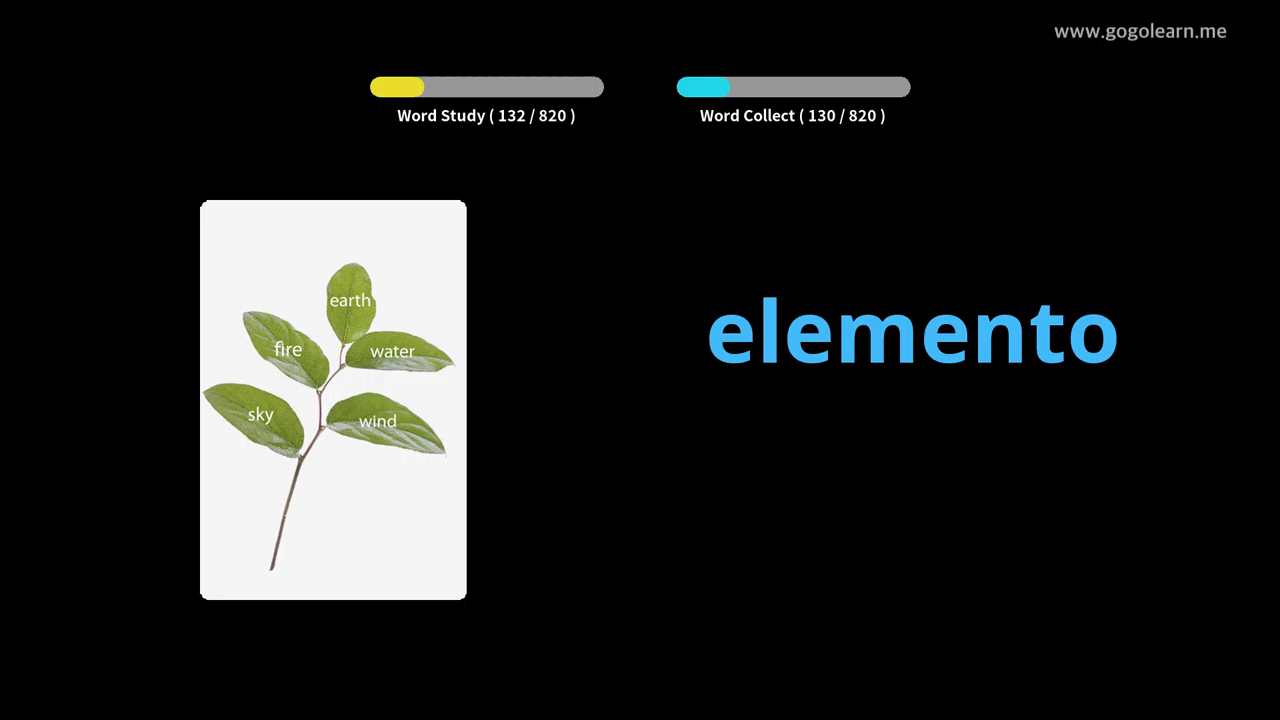 www.gogolearn.me
Word Study ( 132 / 820 )
Word Collect ( 130 / 820 )
earth
fire
water
sky
wind
elemento